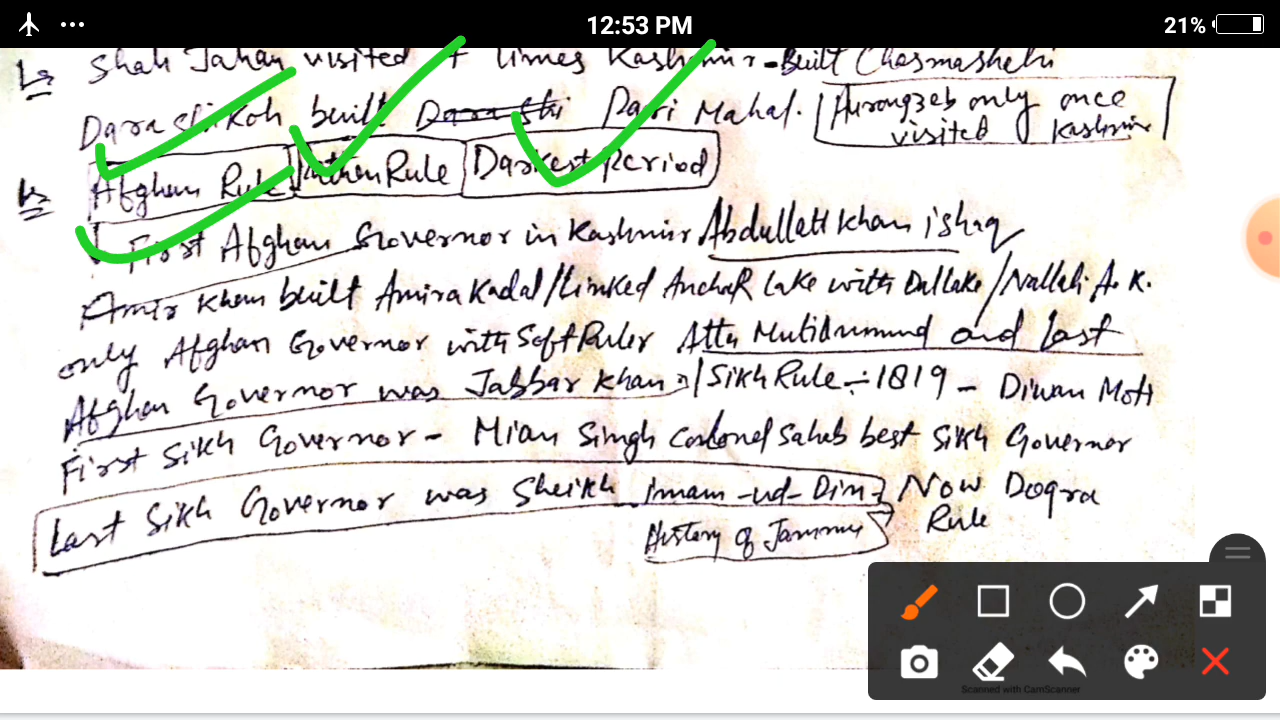 12:53 PM
21%
Shah Jahan visited 7 times Kashmir - Built Chasmashahi
Dara Shikoh built Pari Mahal.
Aurangzeb only once
visited Kashmir
Afghan Rule Pathan Rule Darkest Period
First Afghan Governor in Kashmir Abdullah Khan ishaq
Amir Khan built Amira Kadal/Linked Anchar Lake with Dal Lake/Nallah A.K.
only Afghan Governor with Soft Ruler Atta and Last
Afghan Governor was Jabbar Khan / Sikh Rule ÷ 1819 - Diwan Moti
First Sikh Governor - Mian Singh Colonel Saheb best Sikh Governor
Last Sikh Governor was Sheikh Imam-ud-Din Now Dogra
Rule
History of Jammu
Scanned with CamScanner